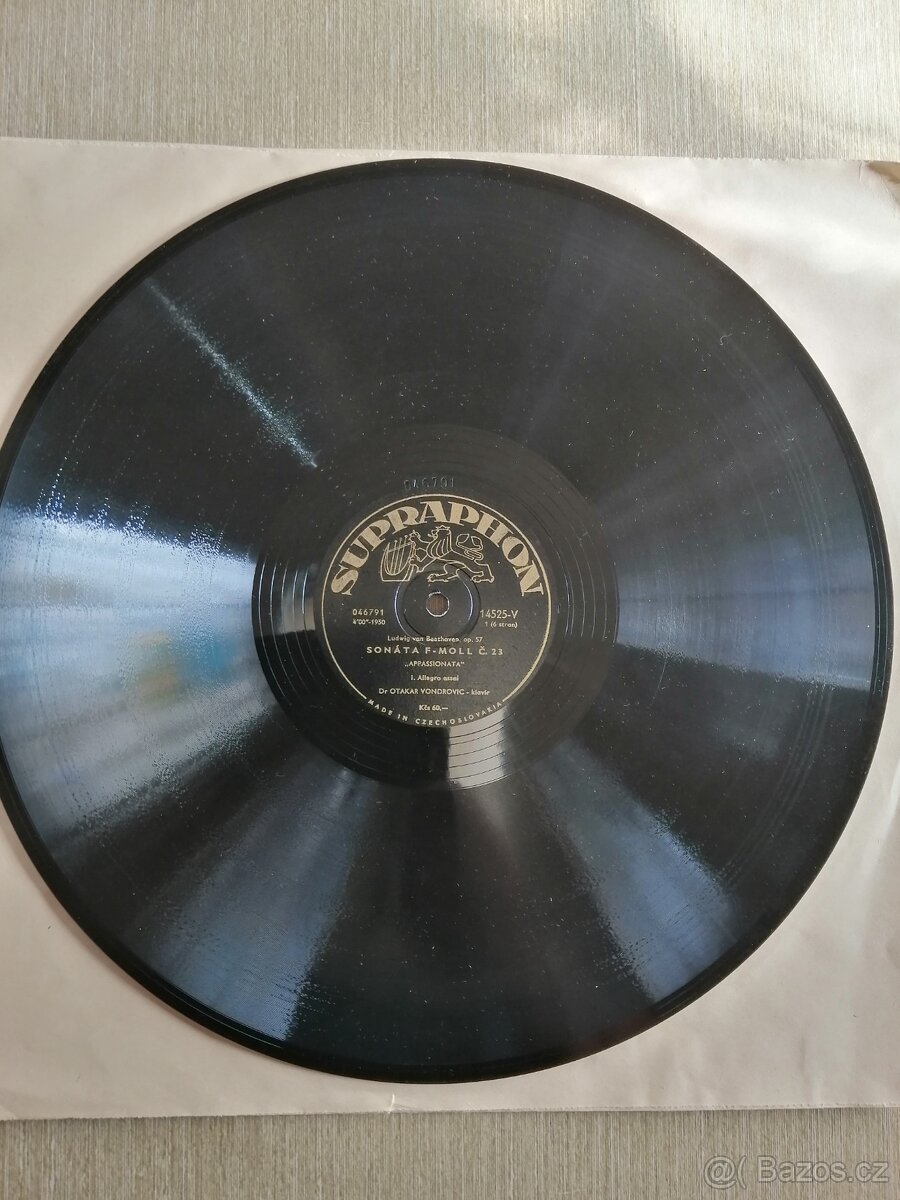 046791
SUPRAPHON
046791 14525-V
4'00"-1950 1 (6 stran)
Ludwig van Beethoven, op. 57
SONÁTA F-MOLL Č. 23
„APPASSIONATA"
I. Allegro assai
Dr OTAKAR VONDROVIC - klavír
Kčs 60,—
MADE IN CZECHOSLOVAKIA
@( Bazos.cz